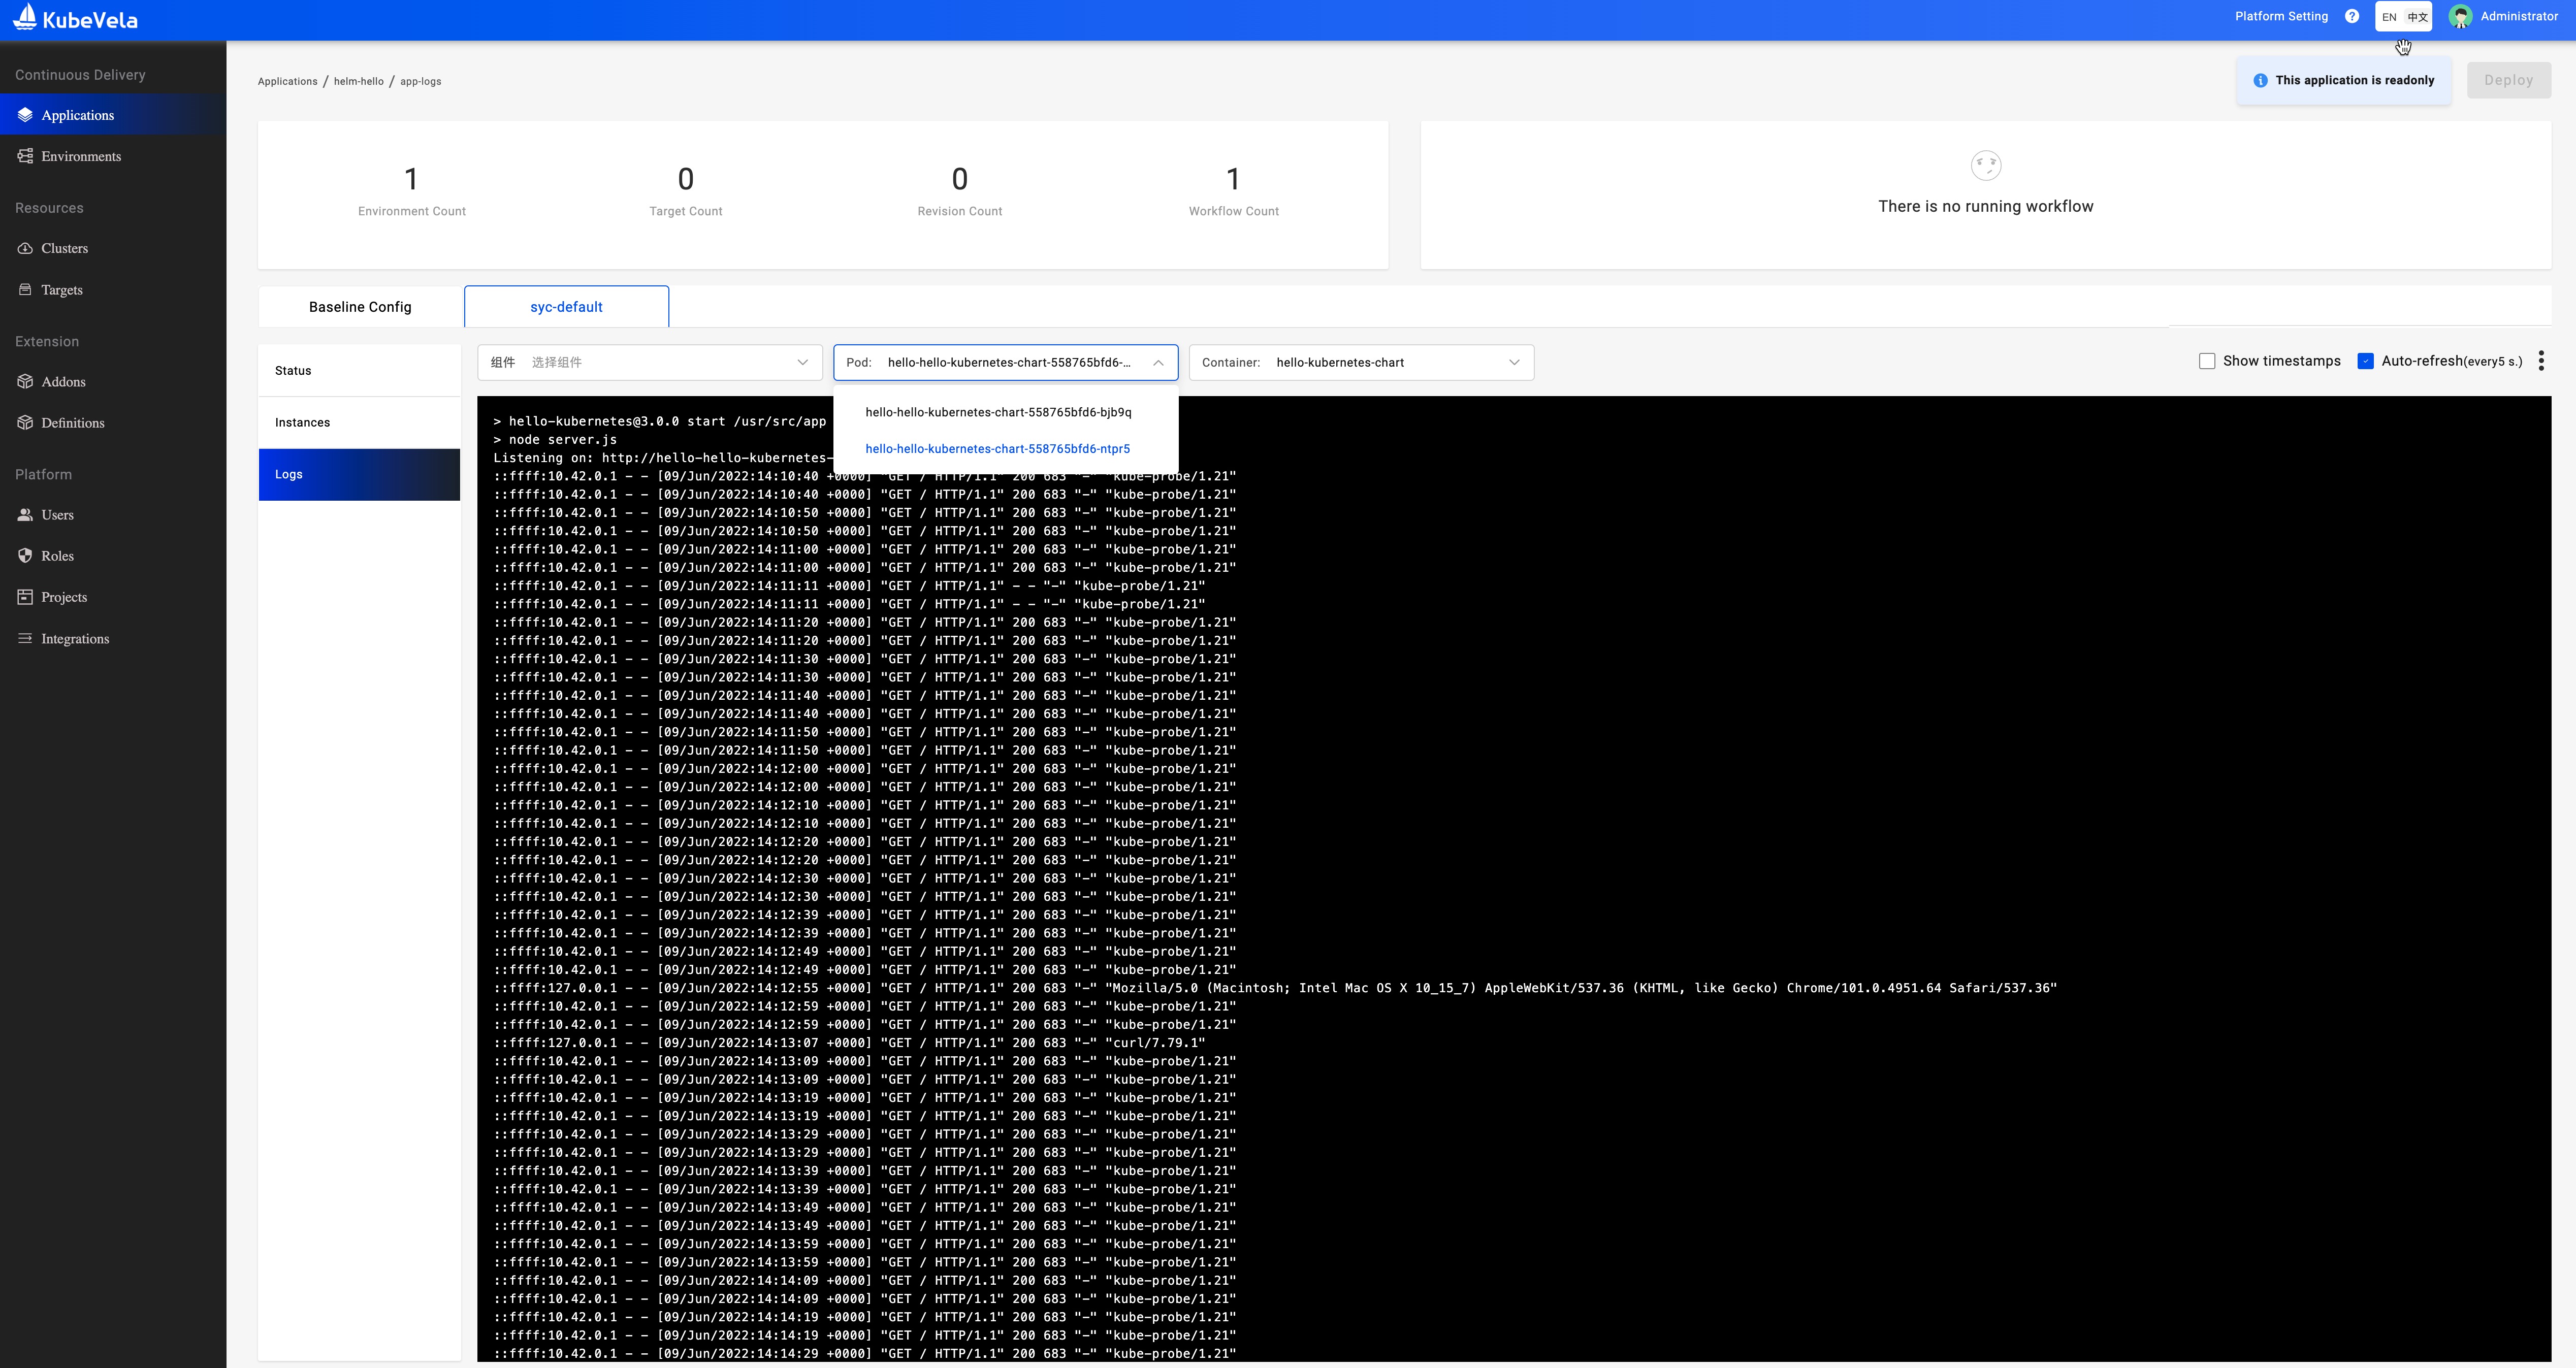 KubeVela
Platform Setting
EN 中文
Administrator
Continuous Delivery
Applications
Environments
Resources
Clusters
Targets
Extension
Addons
Definitions
Platform
Users
Roles
Projects
Integrations
Applications / helm-hello / app-logs
This application is readonly
Deploy
1
Environment Count
0
Target Count
0
Revision Count
1
Workflow Count
There is no running workflow
Baseline Config
syc-default
Status
Instances
Logs
组件 选择组件
Pod: hello-hello-kubernetes-chart-558765bfd6-...
Container: hello-kubernetes-chart
Show timestamps
Auto-refresh(every5 s.)
hello-hello-kubernetes-chart-558765bfd6-bjb9q
hello-hello-kubernetes-chart-558765bfd6-ntpr5
> hello-kubernetes@3.0.0 start /usr/src/app
> node server.js
Listening on: http://hello-hello-kubernetes-
::ffff:10.42.0.1 - - [09/Jun/2022:14:10:40 +0000] "GET / HTTP/1.1" 200 683 "-" "kube-probe/1.21"
::ffff:10.42.0.1 - - [09/Jun/2022:14:10:40 +0000] "GET / HTTP/1.1" 200 683 "-" "kube-probe/1.21"
::ffff:10.42.0.1 - - [09/Jun/2022:14:10:50 +0000] "GET / HTTP/1.1" 200 683 "-" "kube-probe/1.21"
::ffff:10.42.0.1 - - [09/Jun/2022:14:10:50 +0000] "GET / HTTP/1.1" 200 683 "-" "kube-probe/1.21"
::ffff:10.42.0.1 - - [09/Jun/2022:14:11:00 +0000] "GET / HTTP/1.1" 200 683 "-" "kube-probe/1.21"
::ffff:10.42.0.1 - - [09/Jun/2022:14:11:00 +0000] "GET / HTTP/1.1" 200 683 "-" "kube-probe/1.21"
::ffff:10.42.0.1 - - [09/Jun/2022:14:11:11 +0000] "GET / HTTP/1.1" - - "-" "kube-probe/1.21"
::ffff:10.42.0.1 - - [09/Jun/2022:14:11:11 +0000] "GET / HTTP/1.1" - - "-" "kube-probe/1.21"
::ffff:10.42.0.1 - - [09/Jun/2022:14:11:20 +0000] "GET / HTTP/1.1" 200 683 "-" "kube-probe/1.21"
::ffff:10.42.0.1 - - [09/Jun/2022:14:11:20 +0000] "GET / HTTP/1.1" 200 683 "-" "kube-probe/1.21"
::ffff:10.42.0.1 - - [09/Jun/2022:14:11:30 +0000] "GET / HTTP/1.1" 200 683 "-" "kube-probe/1.21"
::ffff:10.42.0.1 - - [09/Jun/2022:14:11:30 +0000] "GET / HTTP/1.1" 200 683 "-" "kube-probe/1.21"
::ffff:10.42.0.1 - - [09/Jun/2022:14:11:40 +0000] "GET / HTTP/1.1" 200 683 "-" "kube-probe/1.21"
::ffff:10.42.0.1 - - [09/Jun/2022:14:11:40 +0000] "GET / HTTP/1.1" 200 683 "-" "kube-probe/1.21"
::ffff:10.42.0.1 - - [09/Jun/2022:14:11:50 +0000] "GET / HTTP/1.1" 200 683 "-" "kube-probe/1.21"
::ffff:10.42.0.1 - - [09/Jun/2022:14:11:50 +0000] "GET / HTTP/1.1" 200 683 "-" "kube-probe/1.21"
::ffff:10.42.0.1 - - [09/Jun/2022:14:12:00 +0000] "GET / HTTP/1.1" 200 683 "-" "kube-probe/1.21"
::ffff:10.42.0.1 - - [09/Jun/2022:14:12:00 +0000] "GET / HTTP/1.1" 200 683 "-" "kube-probe/1.21"
::ffff:10.42.0.1 - - [09/Jun/2022:14:12:10 +0000] "GET / HTTP/1.1" 200 683 "-" "kube-probe/1.21"
::ffff:10.42.0.1 - - [09/Jun/2022:14:12:10 +0000] "GET / HTTP/1.1" 200 683 "-" "kube-probe/1.21"
::ffff:10.42.0.1 - - [09/Jun/2022:14:12:20 +0000] "GET / HTTP/1.1" 200 683 "-" "kube-probe/1.21"
::ffff:10.42.0.1 - - [09/Jun/2022:14:12:20 +0000] "GET / HTTP/1.1" 200 683 "-" "kube-probe/1.21"
::ffff:10.42.0.1 - - [09/Jun/2022:14:12:30 +0000] "GET / HTTP/1.1" 200 683 "-" "kube-probe/1.21"
::ffff:10.42.0.1 - - [09/Jun/2022:14:12:30 +0000] "GET / HTTP/1.1" 200 683 "-" "kube-probe/1.21"
::ffff:10.42.0.1 - - [09/Jun/2022:14:12:39 +0000] "GET / HTTP/1.1" 200 683 "-" "kube-probe/1.21"
::ffff:10.42.0.1 - - [09/Jun/2022:14:12:39 +0000] "GET / HTTP/1.1" 200 683 "-" "kube-probe/1.21"
::ffff:10.42.0.1 - - [09/Jun/2022:14:12:49 +0000] "GET / HTTP/1.1" 200 683 "-" "kube-probe/1.21"
::ffff:10.42.0.1 - - [09/Jun/2022:14:12:49 +0000] "GET / HTTP/1.1" 200 683 "-" "kube-probe/1.21"
::ffff:127.0.0.1 - - [09/Jun/2022:14:12:55 +0000] "GET / HTTP/1.1" 200 683 "-" "Mozilla/5.0 (Macintosh; Intel Mac OS X 10_15_7) AppleWebKit/537.36 (KHTML, like Gecko) Chrome/101.0.4951.64 Safari/537.36"
::ffff:10.42.0.1 - - [09/Jun/2022:14:12:59 +0000] "GET / HTTP/1.1" 200 683 "-" "kube-probe/1.21"
::ffff:10.42.0.1 - - [09/Jun/2022:14:12:59 +0000] "GET / HTTP/1.1" 200 683 "-" "kube-probe/1.21"
::ffff:127.0.0.1 - - [09/Jun/2022:14:13:07 +0000] "GET / HTTP/1.1" 200 683 "-" "curl/7.79.1"
::ffff:10.42.0.1 - - [09/Jun/2022:14:13:09 +0000] "GET / HTTP/1.1" 200 683 "-" "kube-probe/1.21"
::ffff:10.42.0.1 - - [09/Jun/2022:14:13:09 +0000] "GET / HTTP/1.1" 200 683 "-" "kube-probe/1.21"
::ffff:10.42.0.1 - - [09/Jun/2022:14:13:19 +0000] "GET / HTTP/1.1" 200 683 "-" "kube-probe/1.21"
::ffff:10.42.0.1 - - [09/Jun/2022:14:13:19 +0000] "GET / HTTP/1.1" 200 683 "-" "kube-probe/1.21"
::ffff:10.42.0.1 - - [09/Jun/2022:14:13:29 +0000] "GET / HTTP/1.1" 200 683 "-" "kube-probe/1.21"
::ffff:10.42.0.1 - - [09/Jun/2022:14:13:29 +0000] "GET / HTTP/1.1" 200 683 "-" "kube-probe/1.21"
::ffff:10.42.0.1 - - [09/Jun/2022:14:13:39 +0000] "GET / HTTP/1.1" 200 683 "-" "kube-probe/1.21"
::ffff:10.42.0.1 - - [09/Jun/2022:14:13:39 +0000] "GET / HTTP/1.1" 200 683 "-" "kube-probe/1.21"
::ffff:10.42.0.1 - - [09/Jun/2022:14:13:49 +0000] "GET / HTTP/1.1" 200 683 "-" "kube-probe/1.21"
::ffff:10.42.0.1 - - [09/Jun/2022:14:13:49 +0000] "GET / HTTP/1.1" 200 683 "-" "kube-probe/1.21"
::ffff:10.42.0.1 - - [09/Jun/2022:14:13:59 +0000] "GET / HTTP/1.1" 200 683 "-" "kube-probe/1.21"
::ffff:10.42.0.1 - - [09/Jun/2022:14:13:59 +0000] "GET / HTTP/1.1" 200 683 "-" "kube-probe/1.21"
::ffff:10.42.0.1 - - [09/Jun/2022:14:14:09 +0000] "GET / HTTP/1.1" 200 683 "-" "kube-probe/1.21"
::ffff:10.42.0.1 - - [09/Jun/2022:14:14:09 +0000] "GET / HTTP/1.1" 200 683 "-" "kube-probe/1.21"
::ffff:10.42.0.1 - - [09/Jun/2022:14:14:19 +0000] "GET / HTTP/1.1" 200 683 "-" "kube-probe/1.21"
::ffff:10.42.0.1 - - [09/Jun/2022:14:14:19 +0000] "GET / HTTP/1.1" 200 683 "-" "kube-probe/1.21"
::ffff:10.42.0.1 - - [09/Jun/2022:14:14:29 +0000] "GET / HTTP/1.1" 200 683 "-" "kube-probe/1.21"